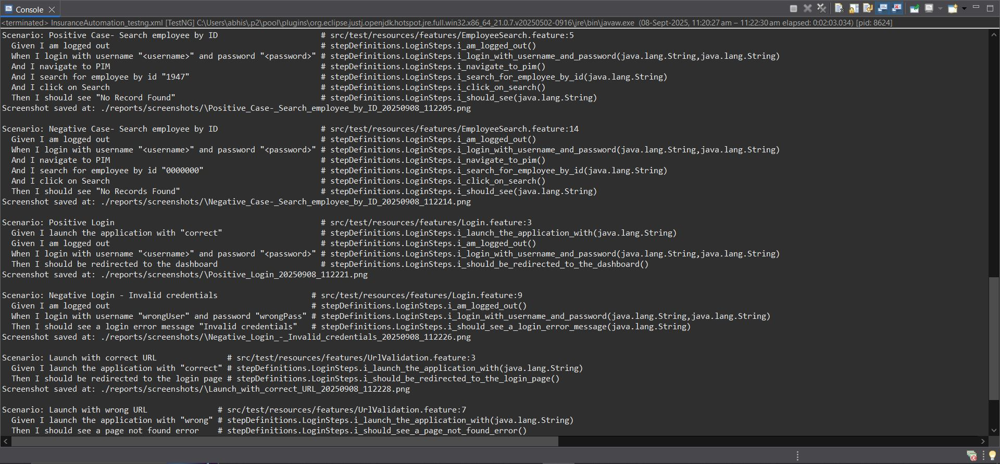 Console
<terminated> InsuranceAutomation_testng.xml [TestNG] C:\Users\abhis\.p2\pool\plugins\org.eclipse.justj.openjdk.hotspot.jre.full.win32.x86_64_21.0.7.v20250502-0916\jre\bin\javaw.exe (08-Sept-2025, 11:20:27 am – 11:22:30 am elapsed: 0:02:03.034) [pid: 8624]
Scenario: Positive Case- Search employee by ID # src/test/resources/features/EmployeeSearch.feature:5
Given I am logged out # stepDefinitions.LoginSteps.i_am_logged_out()
When I login with username "<username>" and password "<password>" # stepDefinitions.LoginSteps.i_login_with_username_and_password(java.lang.String,java.lang.String)
And I navigate to PIM # stepDefinitions.LoginSteps.i_navigate_to_pim()
And I search for employee by id "1947" # stepDefinitions.LoginSteps.i_search_for_employee_by_id(java.lang.String)
And I click on Search # stepDefinitions.LoginSteps.i_click_on_search()
Then I should see "No Record Found" # stepDefinitions.LoginSteps.i_should_see(java.lang.String)
Screenshot saved at: ./reports/screenshots/\Positive_Case-_Search_employee_by_ID_20250908_112205.png
Scenario: Negative Case- Search employee by ID # src/test/resources/features/EmployeeSearch.feature:14
Given I am logged out # stepDefinitions.LoginSteps.i_am_logged_out()
When I login with username "<username>" and password "<password>" # stepDefinitions.LoginSteps.i_login_with_username_and_password(java.lang.String,java.lang.String)
And I navigate to PIM # stepDefinitions.LoginSteps.i_navigate_to_pim()
And I search for employee by id "0000000" # stepDefinitions.LoginSteps.i_search_for_employee_by_id(java.lang.String)
And I click on Search # stepDefinitions.LoginSteps.i_click_on_search()
Then I should see "No Records Found" # stepDefinitions.LoginSteps.i_should_see(java.lang.String)
Screenshot saved at: ./reports/screenshots/\Negative_Case-_Search_employee_by_ID_20250908_112214.png
Scenario: Positive Login # src/test/resources/features/Login.feature:3
Given I launch the application with "correct" # stepDefinitions.LoginSteps.i_launch_the_application_with(java.lang.String)
Given I am logged out # stepDefinitions.LoginSteps.i_am_logged_out()
When I login with username "<username>" and password "<password>" # stepDefinitions.LoginSteps.i_login_with_username_and_password(java.lang.String,java.lang.String)
Then I should be redirected to the dashboard # stepDefinitions.LoginSteps.i_should_be_redirected_to_the_dashboard()
Screenshot saved at: ./reports/screenshots/\Positive_Login_20250908_112221.png
Scenario: Negative Login - Invalid credentials # src/test/resources/features/Login.feature:9
Given I am logged out # stepDefinitions.LoginSteps.i_am_logged_out()
When I login with username "wrongUser" and password "wrongPass" # stepDefinitions.LoginSteps.i_login_with_username_and_password(java.lang.String,java.lang.String)
Then I should see a login error message "Invalid credentials" # stepDefinitions.LoginSteps.i_should_see_a_login_error_message(java.lang.String)
Screenshot saved at: ./reports/screenshots/\Negative_Login_-_Invalid_credentials_20250908_112226.png
Scenario: Launch with correct URL # src/test/resources/features/UrlValidation.feature:3
Given I launch the application with "correct" # stepDefinitions.LoginSteps.i_launch_the_application_with(java.lang.String)
Then I should be redirected to the login page # stepDefinitions.LoginSteps.i_should_be_redirected_to_the_login_page()
Screenshot saved at: ./reports/screenshots/\Launch_with_correct_URL_20250908_112228.png
Scenario: Launch with wrong URL # src/test/resources/features/UrlValidation.feature:7
Given I launch the application with "wrong" # stepDefinitions.LoginSteps.i_launch_the_application_with(java.lang.String)
Then I should see a page not found error # stepDefinitions.LoginSteps.i_should_see_a_page_not_found_error()